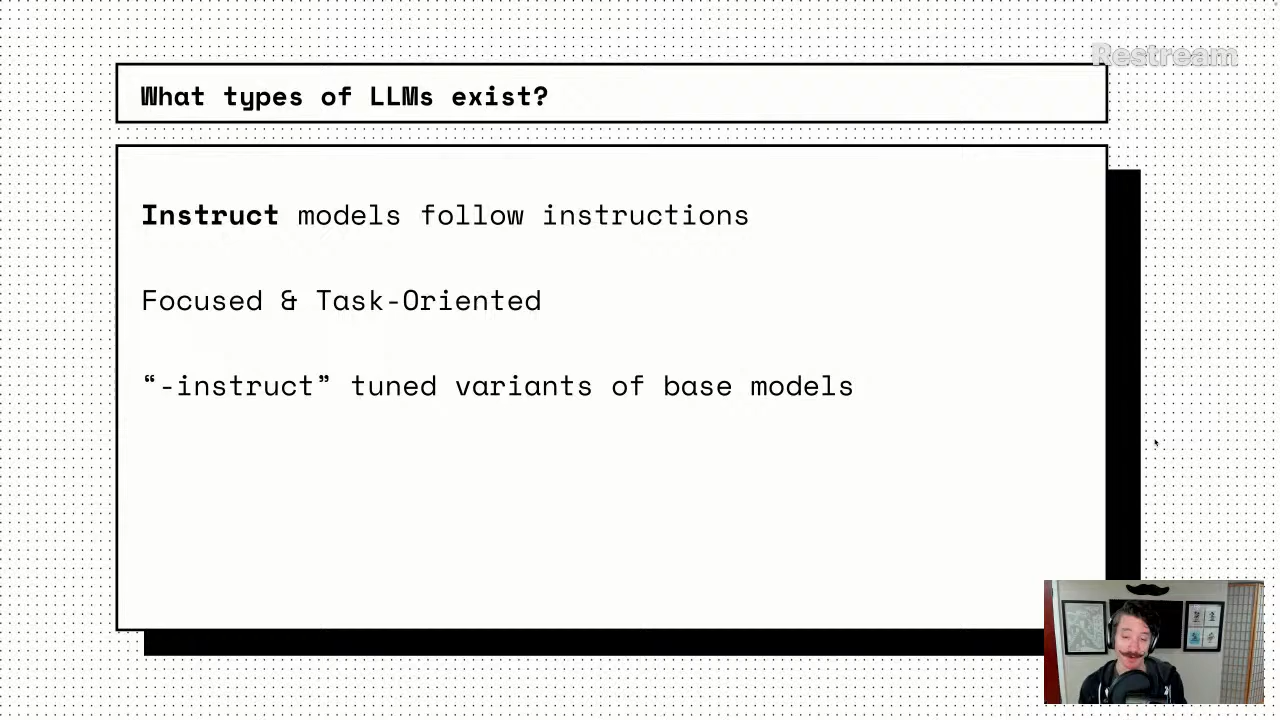 Restream
What types of LLMs exist?
Instruct models follow instructions
Focused & Task-Oriented
“-instruct” tuned variants of base models